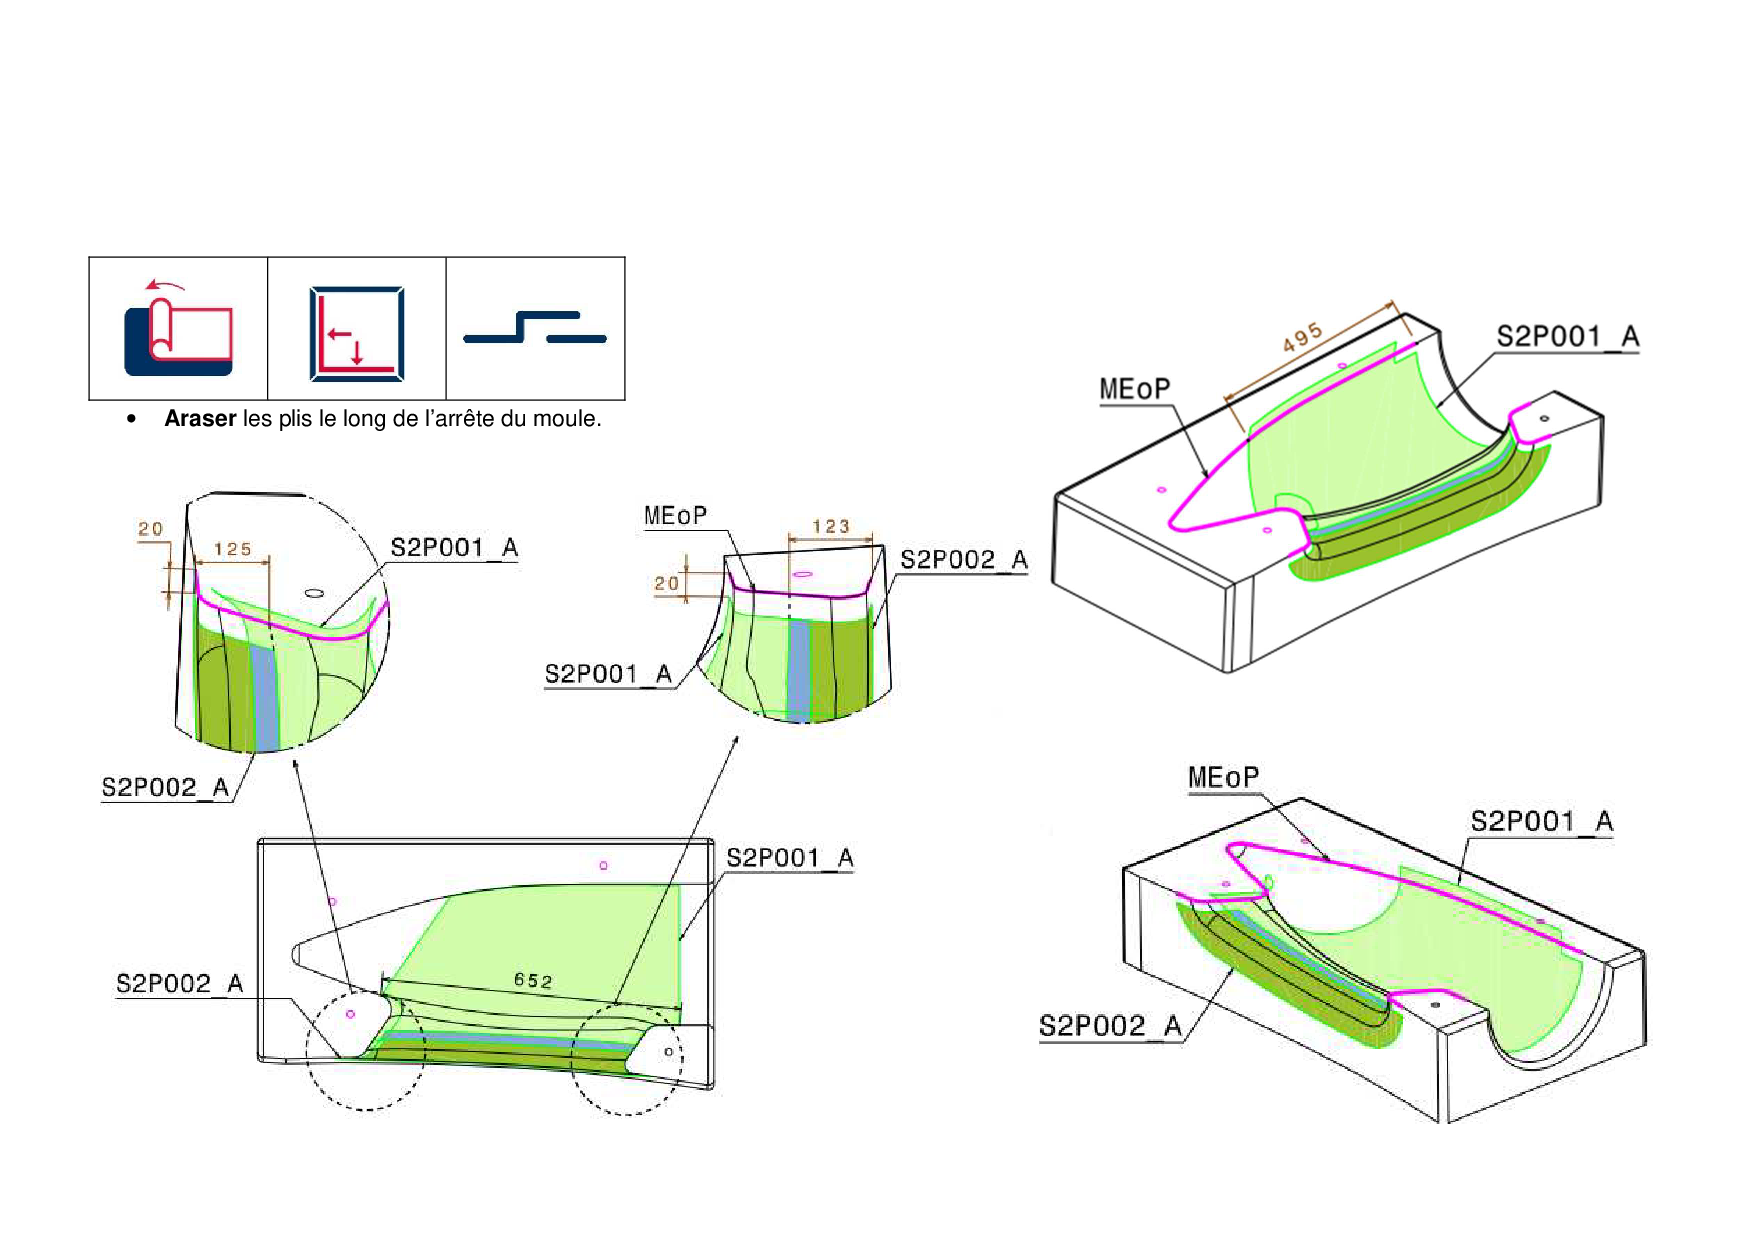 • Araser les plis le long de l'arrête du moule.
20
125
S2P001_A
S2P002_A
MEoP
123
20
S2P002_A
S2P001_A
S2P001_A
652
S2P002_A
495
S2P001_A
MEoP
MEoP
S2P001_A
S2P002_A